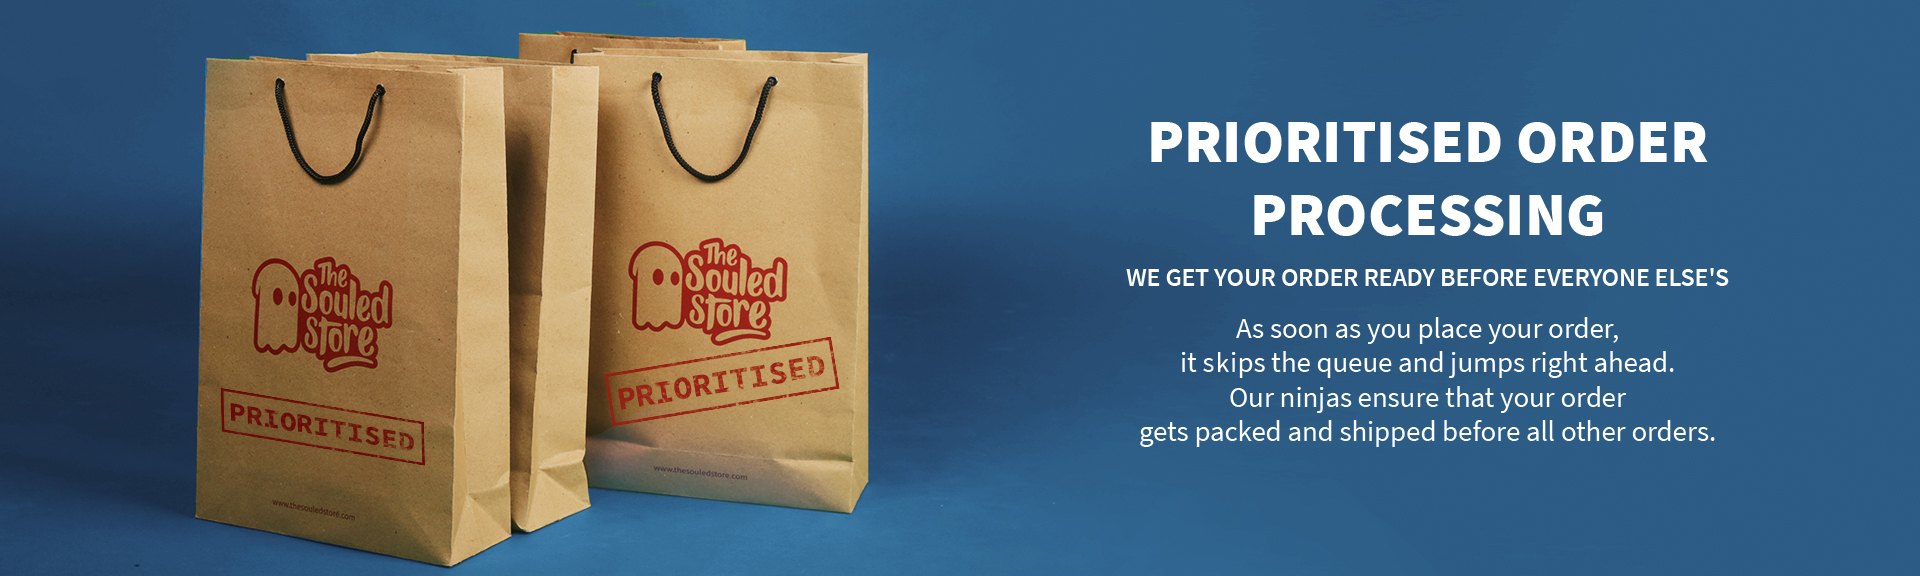 The
Souled
Store
PRIORITISED
www.thesouledstore.com
The
Souled
Store
PRIORITISED
www.thesouledstore.com
PRIORITISED ORDER
PROCESSING
WE GET YOUR ORDER READY BEFORE EVERYONE ELSE'S
As soon as you place your order,
it skips the queue and jumps right ahead.
Our ninjas ensure that your order
gets packed and shipped before all other orders.